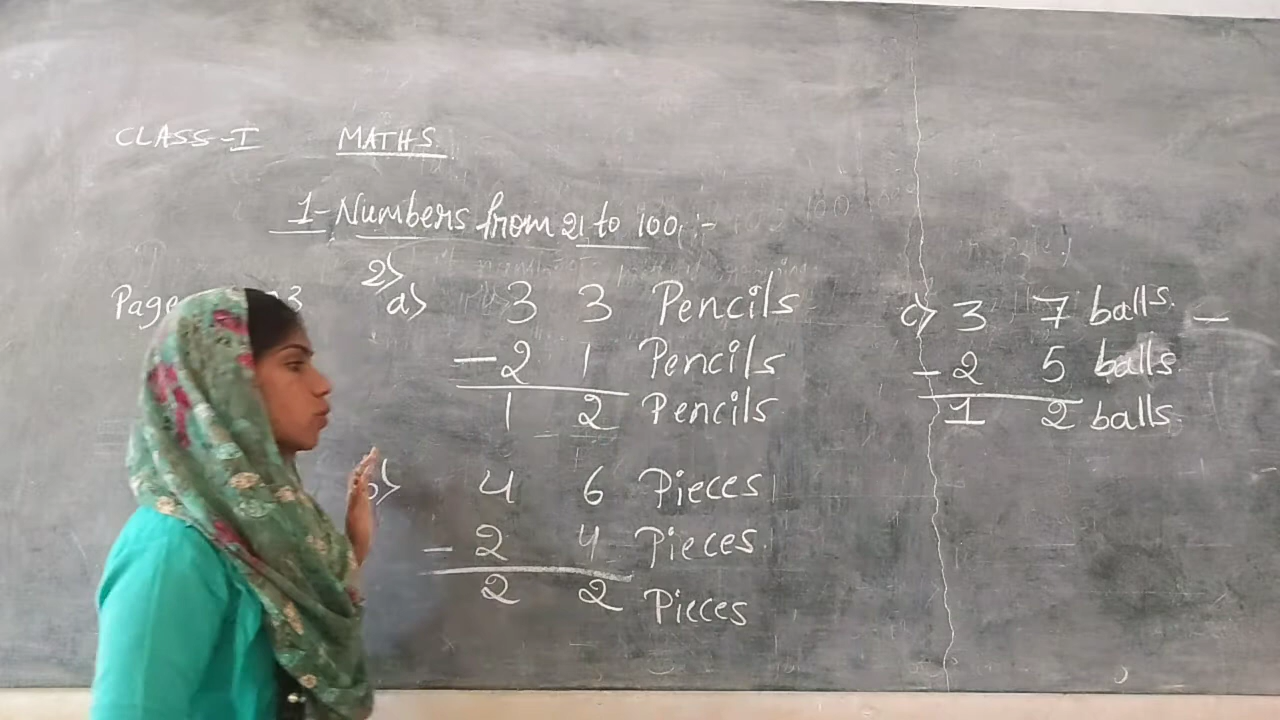 CLASS-I MATHS.
1-Numbers from 21 to 100 :-
Page 3
2>
a> 3 3 Pencils
-2 1 Pencils
1 2 Pencils
b> 4 6 Pieces
- 2 4 Pieces.
2 2 Pieces
c> 3 7 balls. -
- 2 5 balls.
1 2 balls.